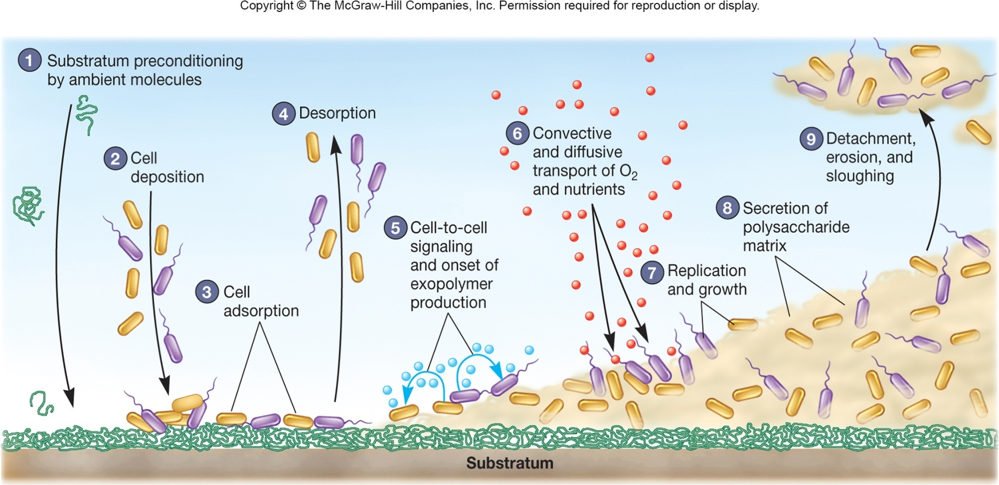 Copyright © The McGraw-Hill Companies, Inc. Permission required for reproduction or display.
1 Substratum preconditioning
by ambient molecules
2 Cell
deposition
3 Cell
adsorption
4 Desorption
5 Cell-to-cell
signaling
and onset of
exopolymer
production
6 Convective
and diffusive
transport of O₂
and nutrients
7 Replication
and growth
8 Secretion of
polysaccharide
matrix
9 Detachment,
erosion, and
sloughing
Substratum